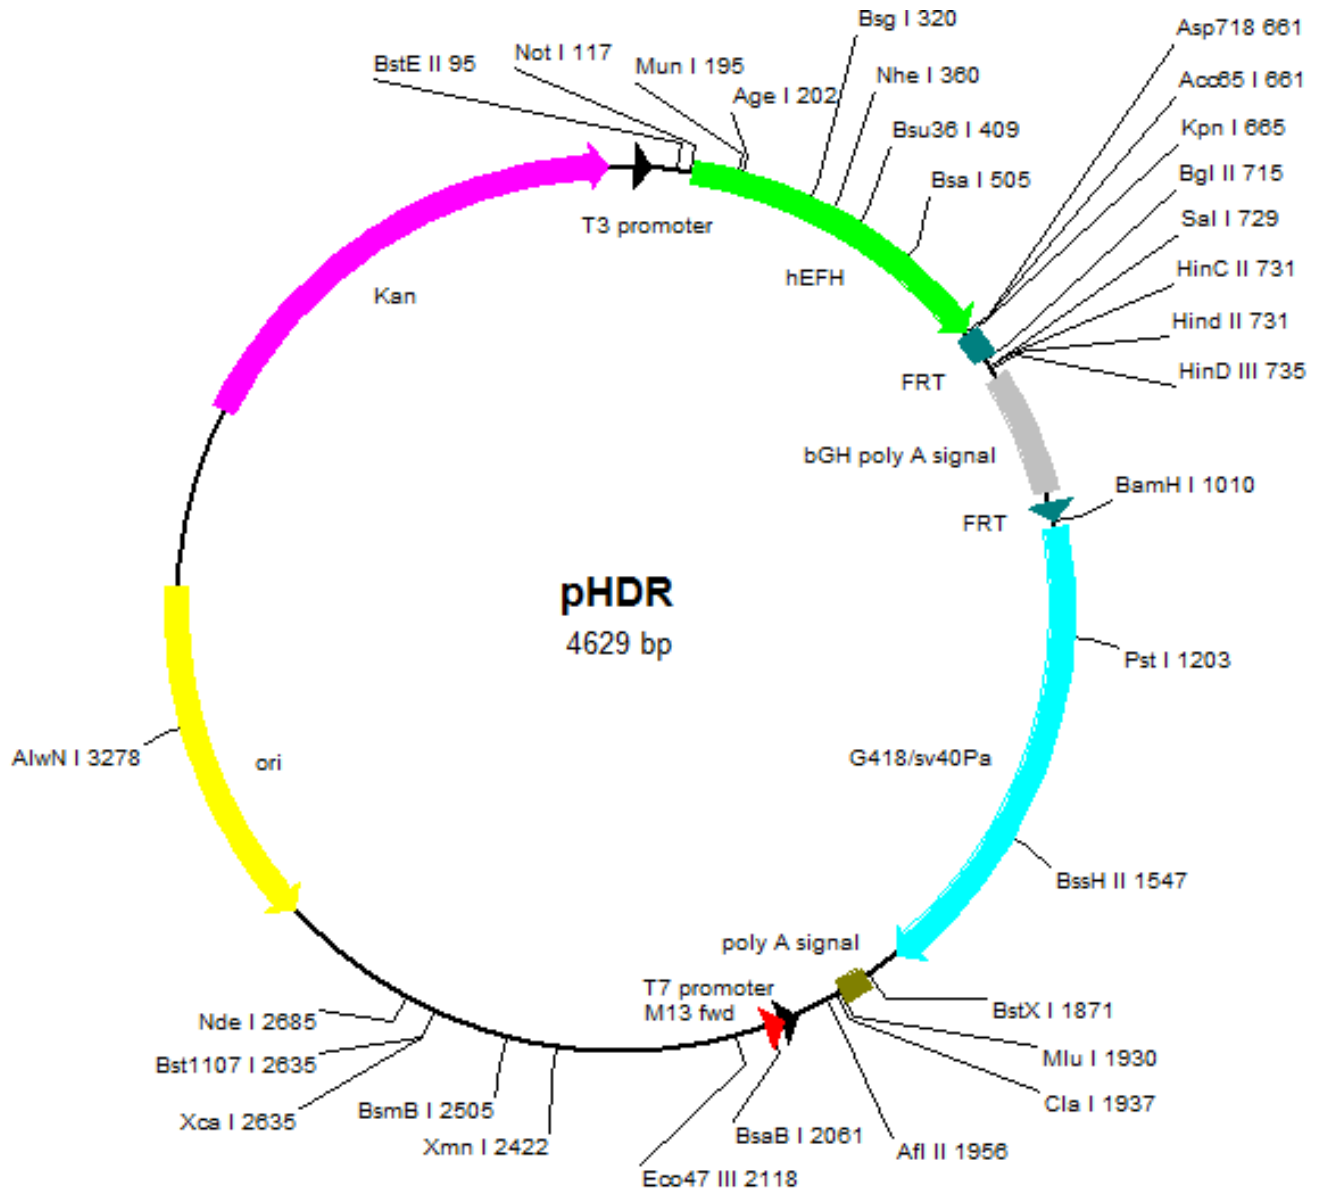 Bsg I 320
Asp718 661
BstE II 95
Not I 117
Mun I 195
Nhe I 360
Acc65 I 661
Age I 202
Bsu36 I 409
Kpn I 665
Bgl II 715
Bsa I 505
Sal I 729
T3 promoter
HinC II 731
hEFH
Kan
Hind II 731
HinD III 735
FRT
bGH poly A signal
BamH I 1010
FRT
pHDR
4629 bp
Pst I 1203
AlwN I 3278
ori
G418/sv40Pa
BssH II 1547
poly A signal
T7 promoter
M13 fwd
BstX I 1871
Nde I 2685
Mlu I 1930
Bst1107 I 2635
Cla I 1937
BsmB I 2505
Xca I 2635
BsaB I 2061
Xmn I 2422
Afl II 1956
Eco47 III 2118